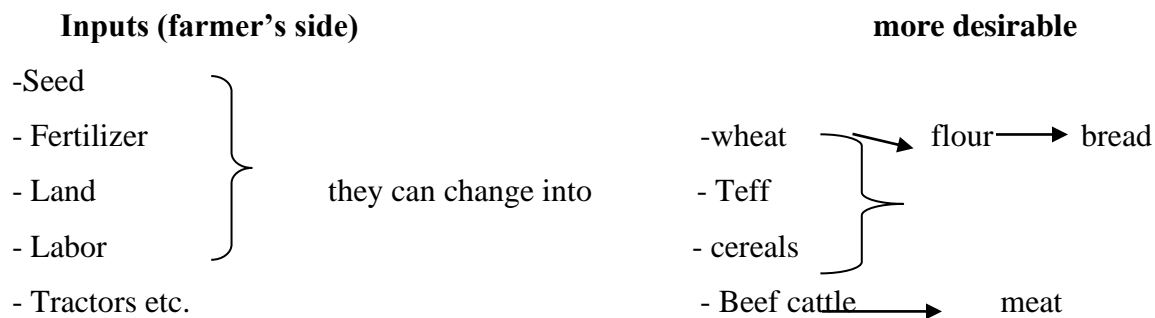 Inputs (farmer’s side) more desirable
-Seed
- Fertilizer -wheat flour bread
- Land they can change into - Teff
- Labor - cereals
- Tractors etc. - Beef cattle meat